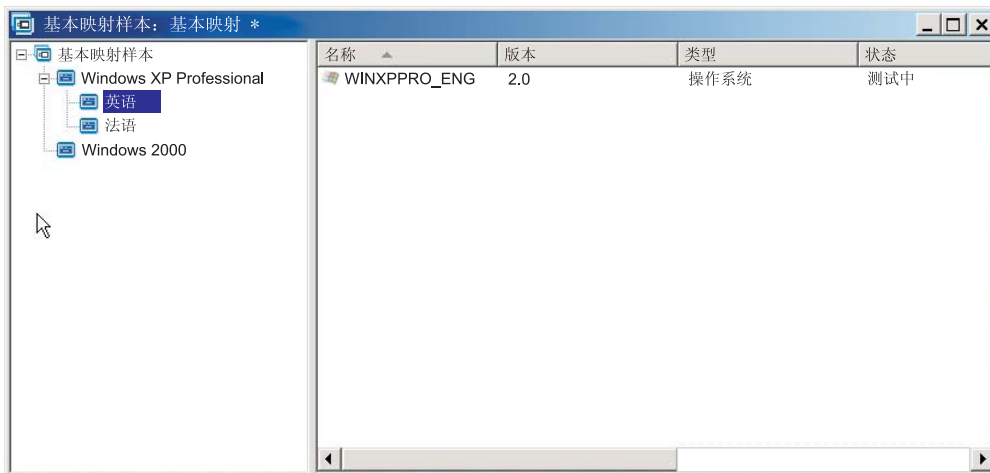 基本映射样本: 基本映射 *
基本映射样本
Windows XP Professional
英语
法语
Windows 2000
名称 版本 类型 状态
WINXPPRO_ENG 2.0 操作系统 测试中